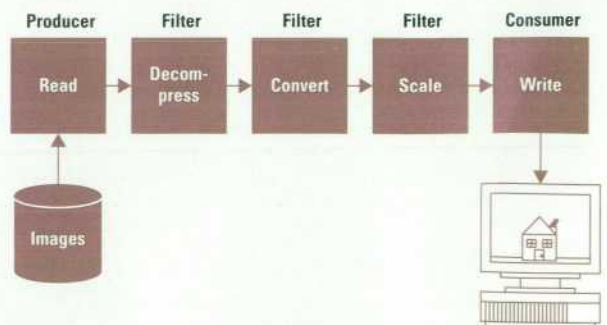 Producer
Filter
Filter
Filter
Consumer
Read
Decom-
press
Convert
Scale
Write
Images